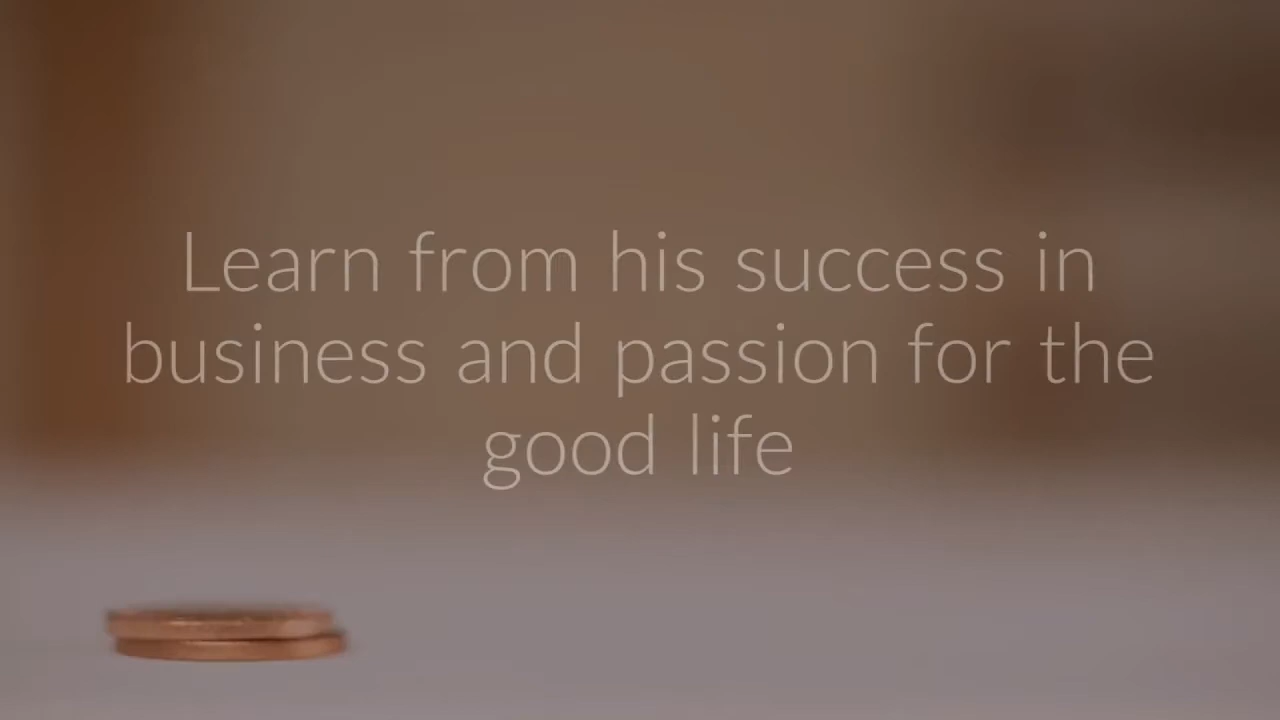 Learn from his success in
business and passion for the
good life